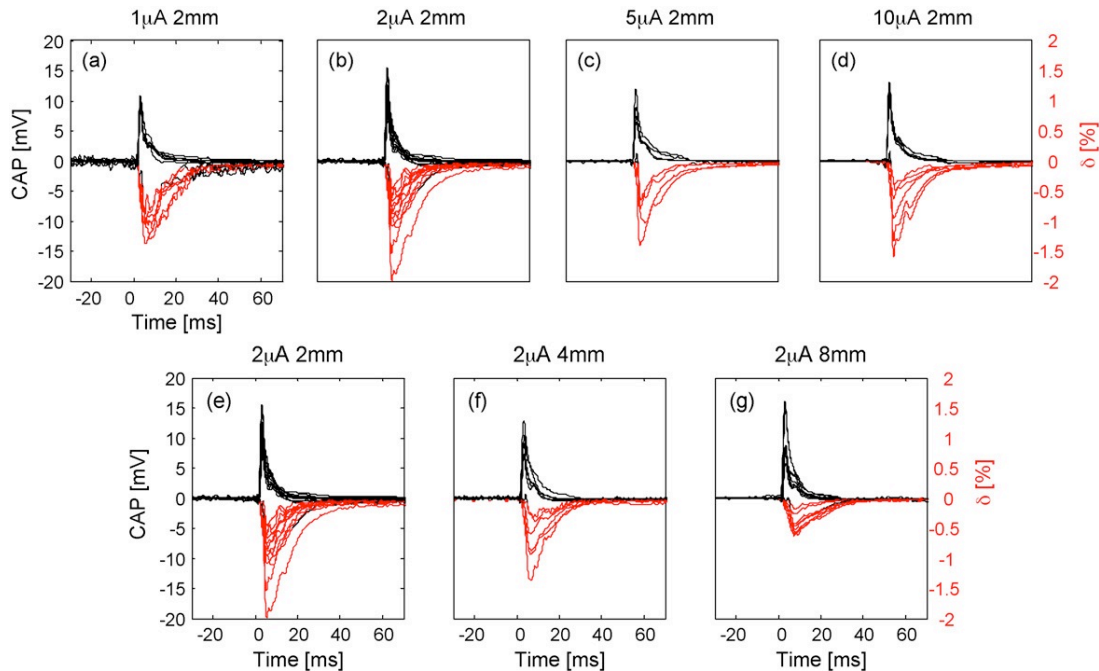 1μA 2mm 2μA 2mm 5μA 2mm 10μA 2mm
20 2
(a) (b) (c) (d)
15 1.5
10 1
5 0.5
CAP [mV] 0 0 δ [%]
-5 -0.5
-10 -1
-15 -1.5
-20 -2
-20 0 20 40 60
Time [ms]
2μA 2mm 2μA 4mm 2μA 8mm
20 2
(e) (f) (g)
15 1.5
10 1
5 0.5
CAP [mV] 0 0 δ [%]
-5 -0.5
-10 -1
-15 -1.5
-20 -2
-20 0 20 40 60 -20 0 20 40 60 -20 0 20 40 60
Time [ms] Time [ms] Time [ms]